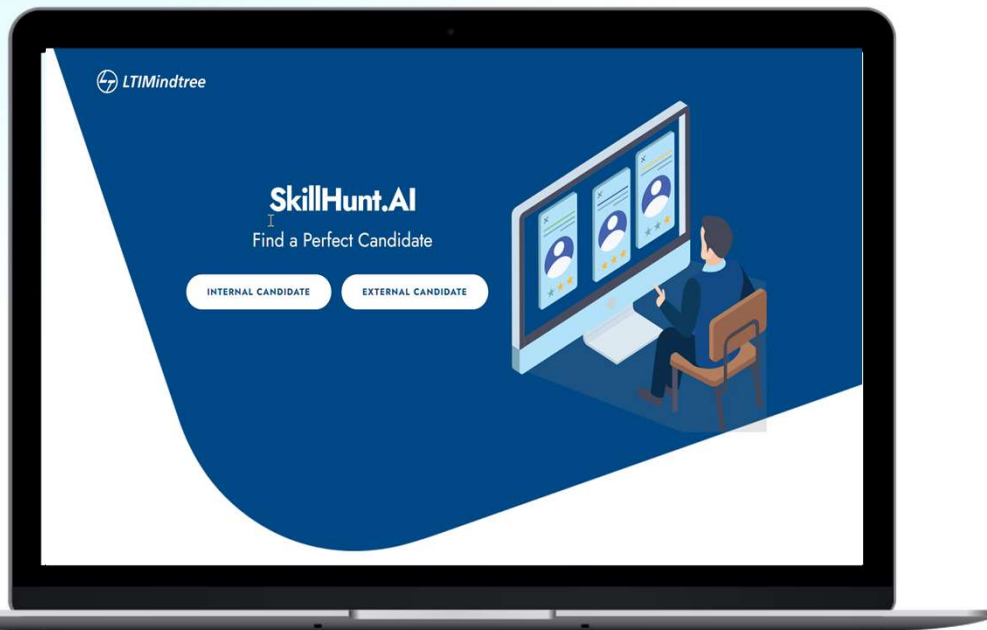 LTIMindtree
SkillHunt.AI
Find a Perfect Candidate
INTERNAL CANDIDATE
EXTERNAL CANDIDATE